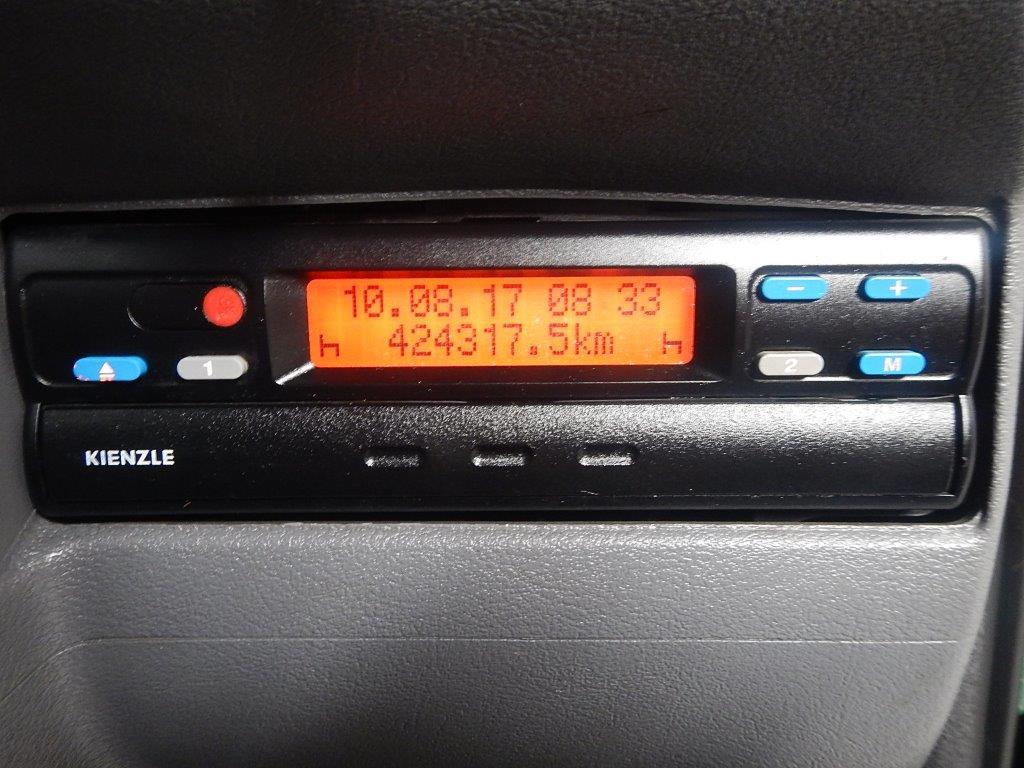 10.08.17 08 33
424317.5km
- +
1
2 M
KIENZLE